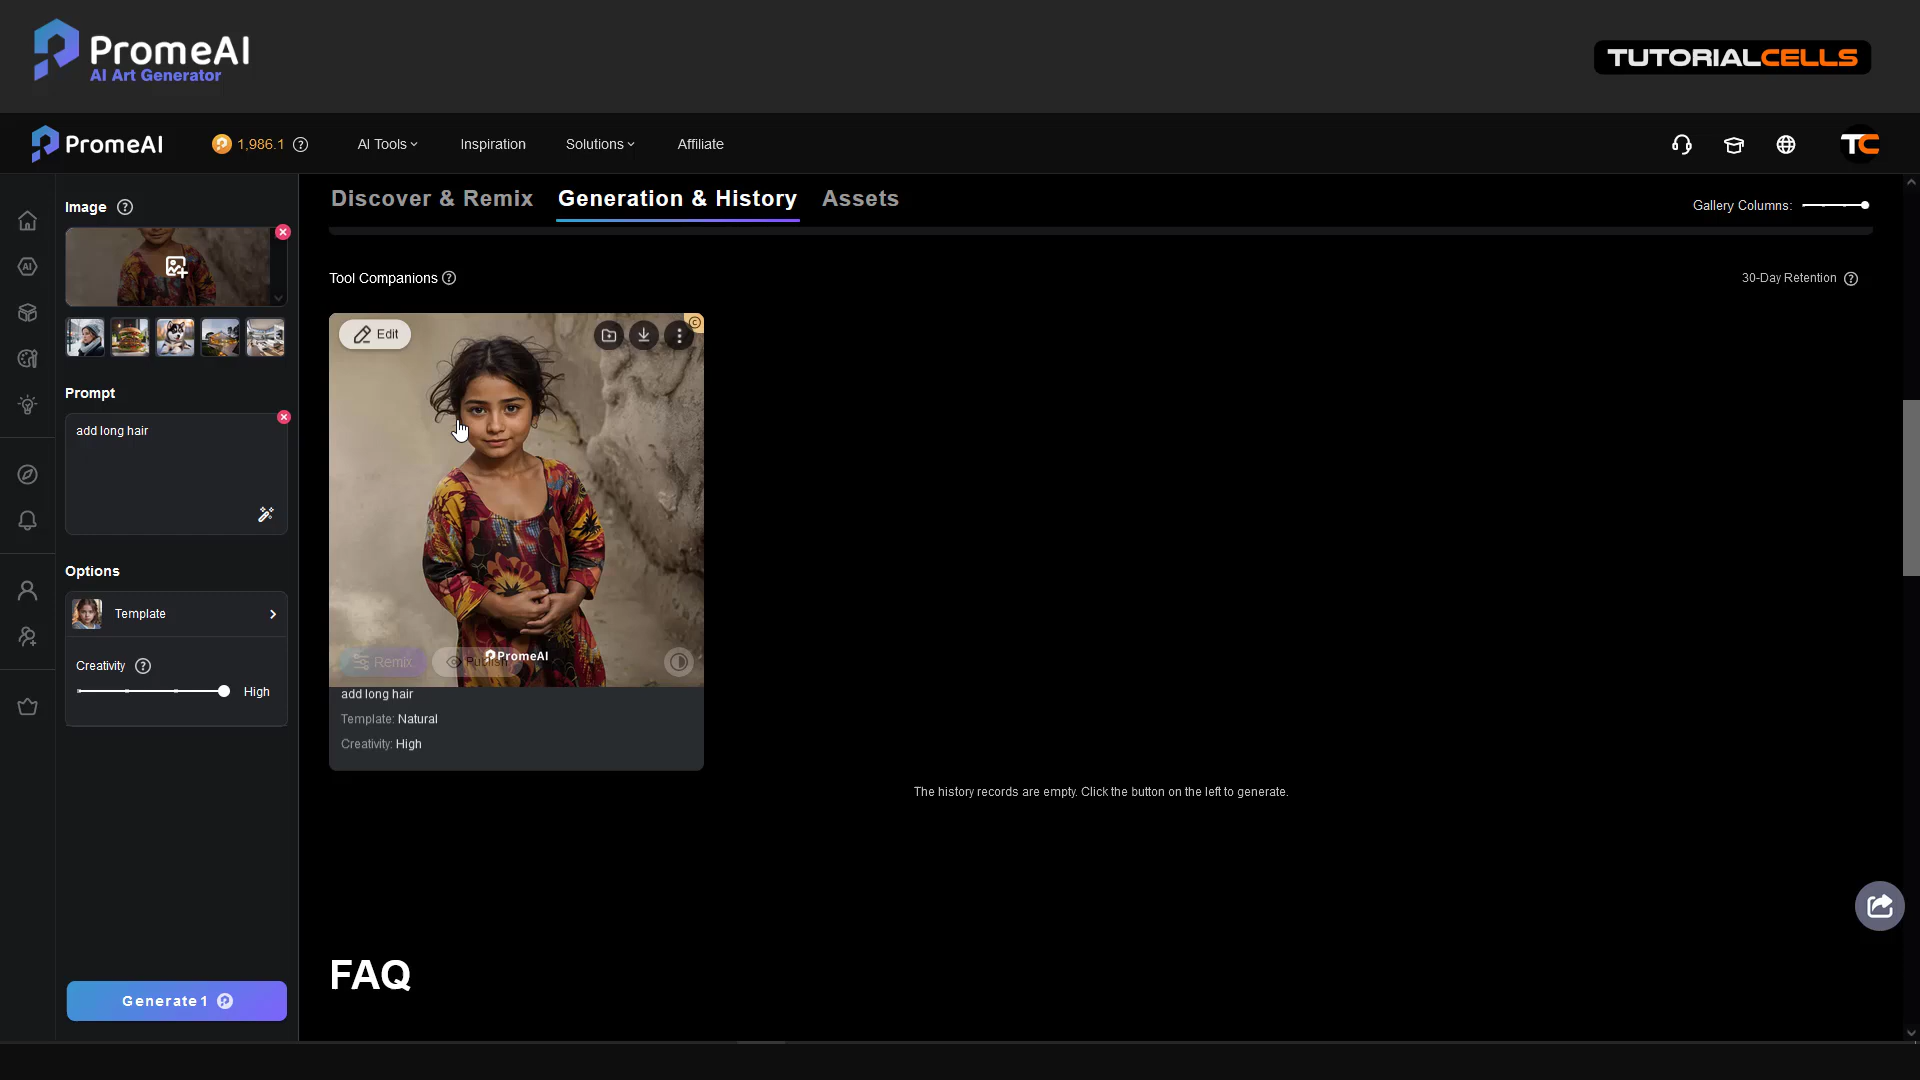 PromeAI
AI Art Generator
TUTORIALCELLS
PromeAI
1,986.1
AI Tools
Inspiration
Solutions
Affiliate
TC
Image
Discover & Remix
Generation & History
Assets
Gallery Columns:
Tool Companions
30-Day Retention
Edit
Prompt
add long hair
Options
Template
Creativity
High
Remix
Publish
PromeAI
add long hair
Template: Natural
Creativity: High
The history records are empty. Click the button on the left to generate.
FAQ
Generate 1